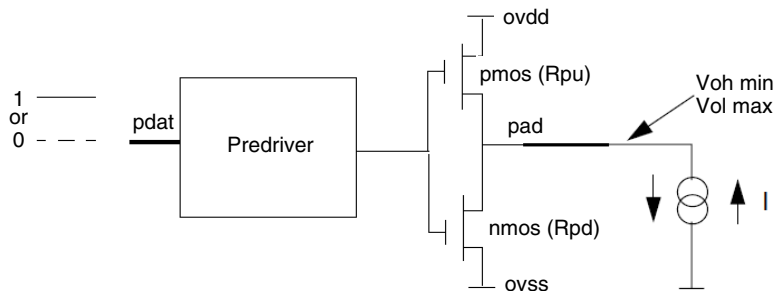 ovdd
pmos (Rpu)
Voh min
Vol max
1
or
0
pdat
Predriver
pad
nmos (Rpd)
I
ovss